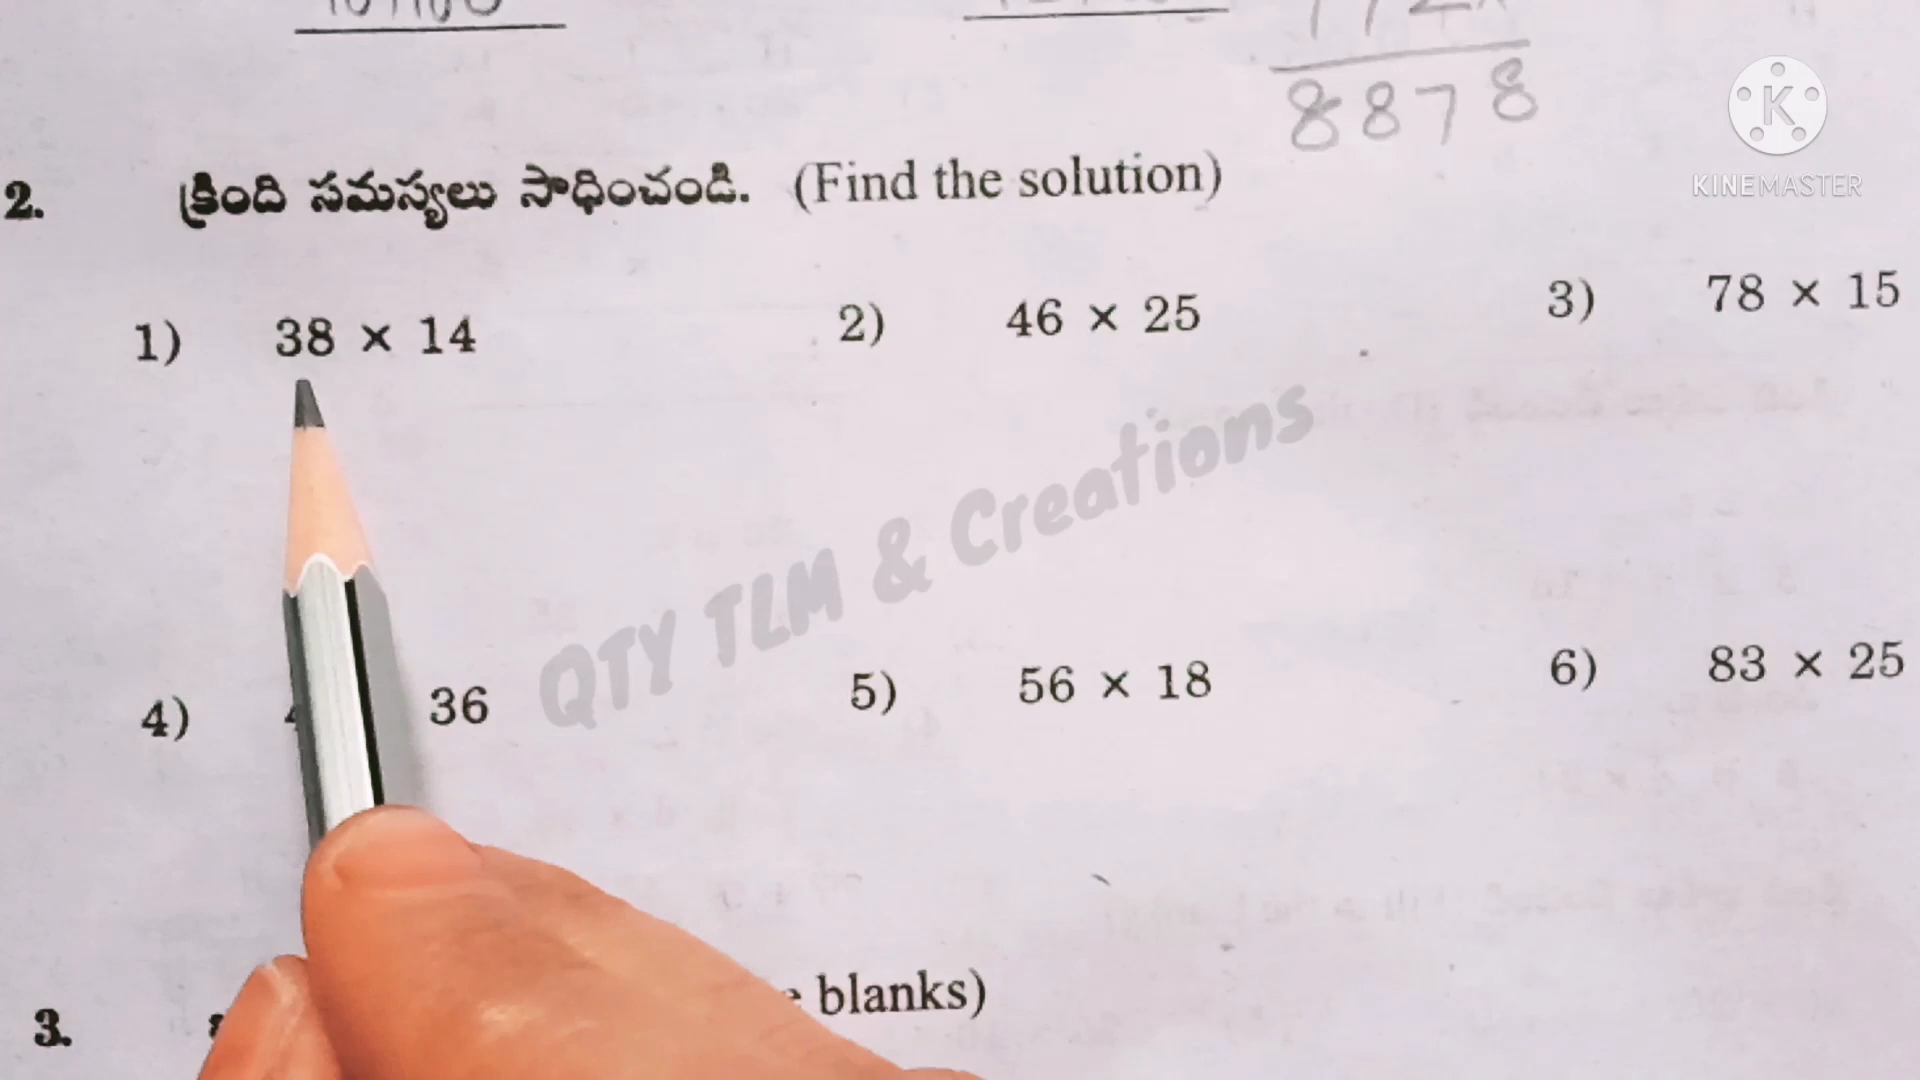 8878
KINEMASTER
2. క్రింది సమస్యలు సాధించండి. (Find the solution)
1) 38 × 14 2) 46 × 25 3) 78 × 15
QTY TLM & Creations
4) 36 5) 56 × 18 6) 83 × 25
3. blanks)